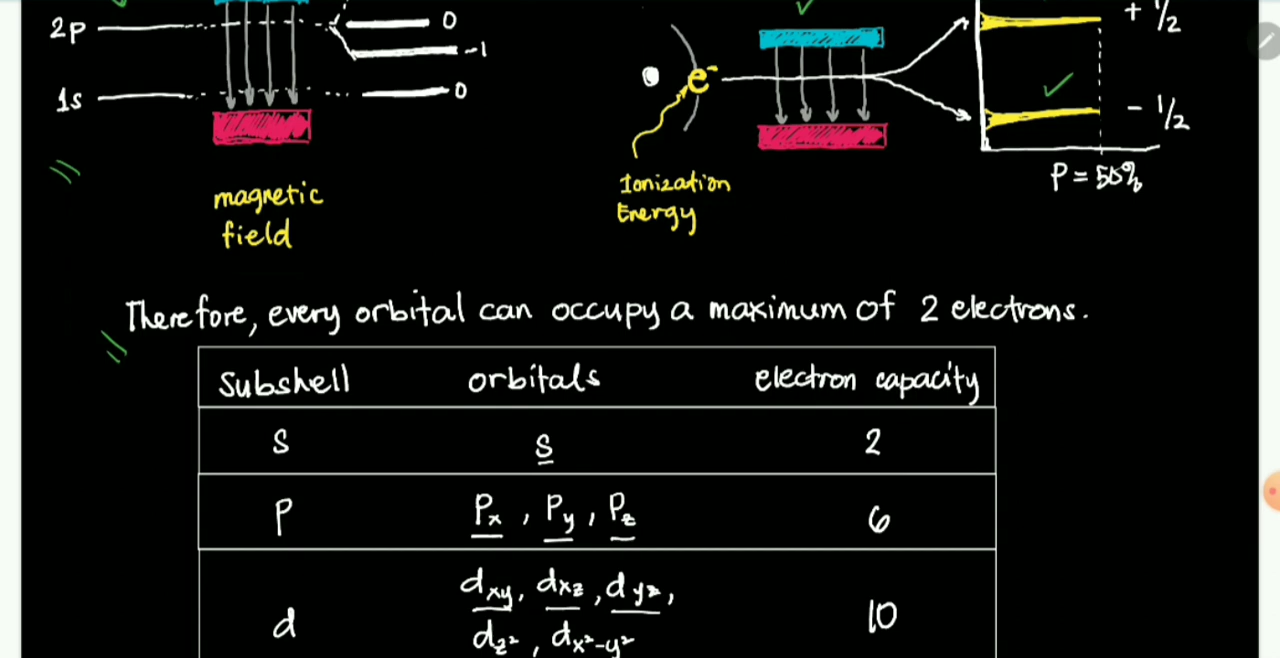 2p
0
-1
1s
0
magnetic
field
e⁻
Ionization
Energy
+ 1/2
- 1/2
P = 50%
Therefore, every orbital can occupy a maximum of 2 electrons.
Subshell orbitals electron capacity
S S 2
P Px , Py , Pz 6
d dxy, dxz, dyz, dz², dx²-y² 10